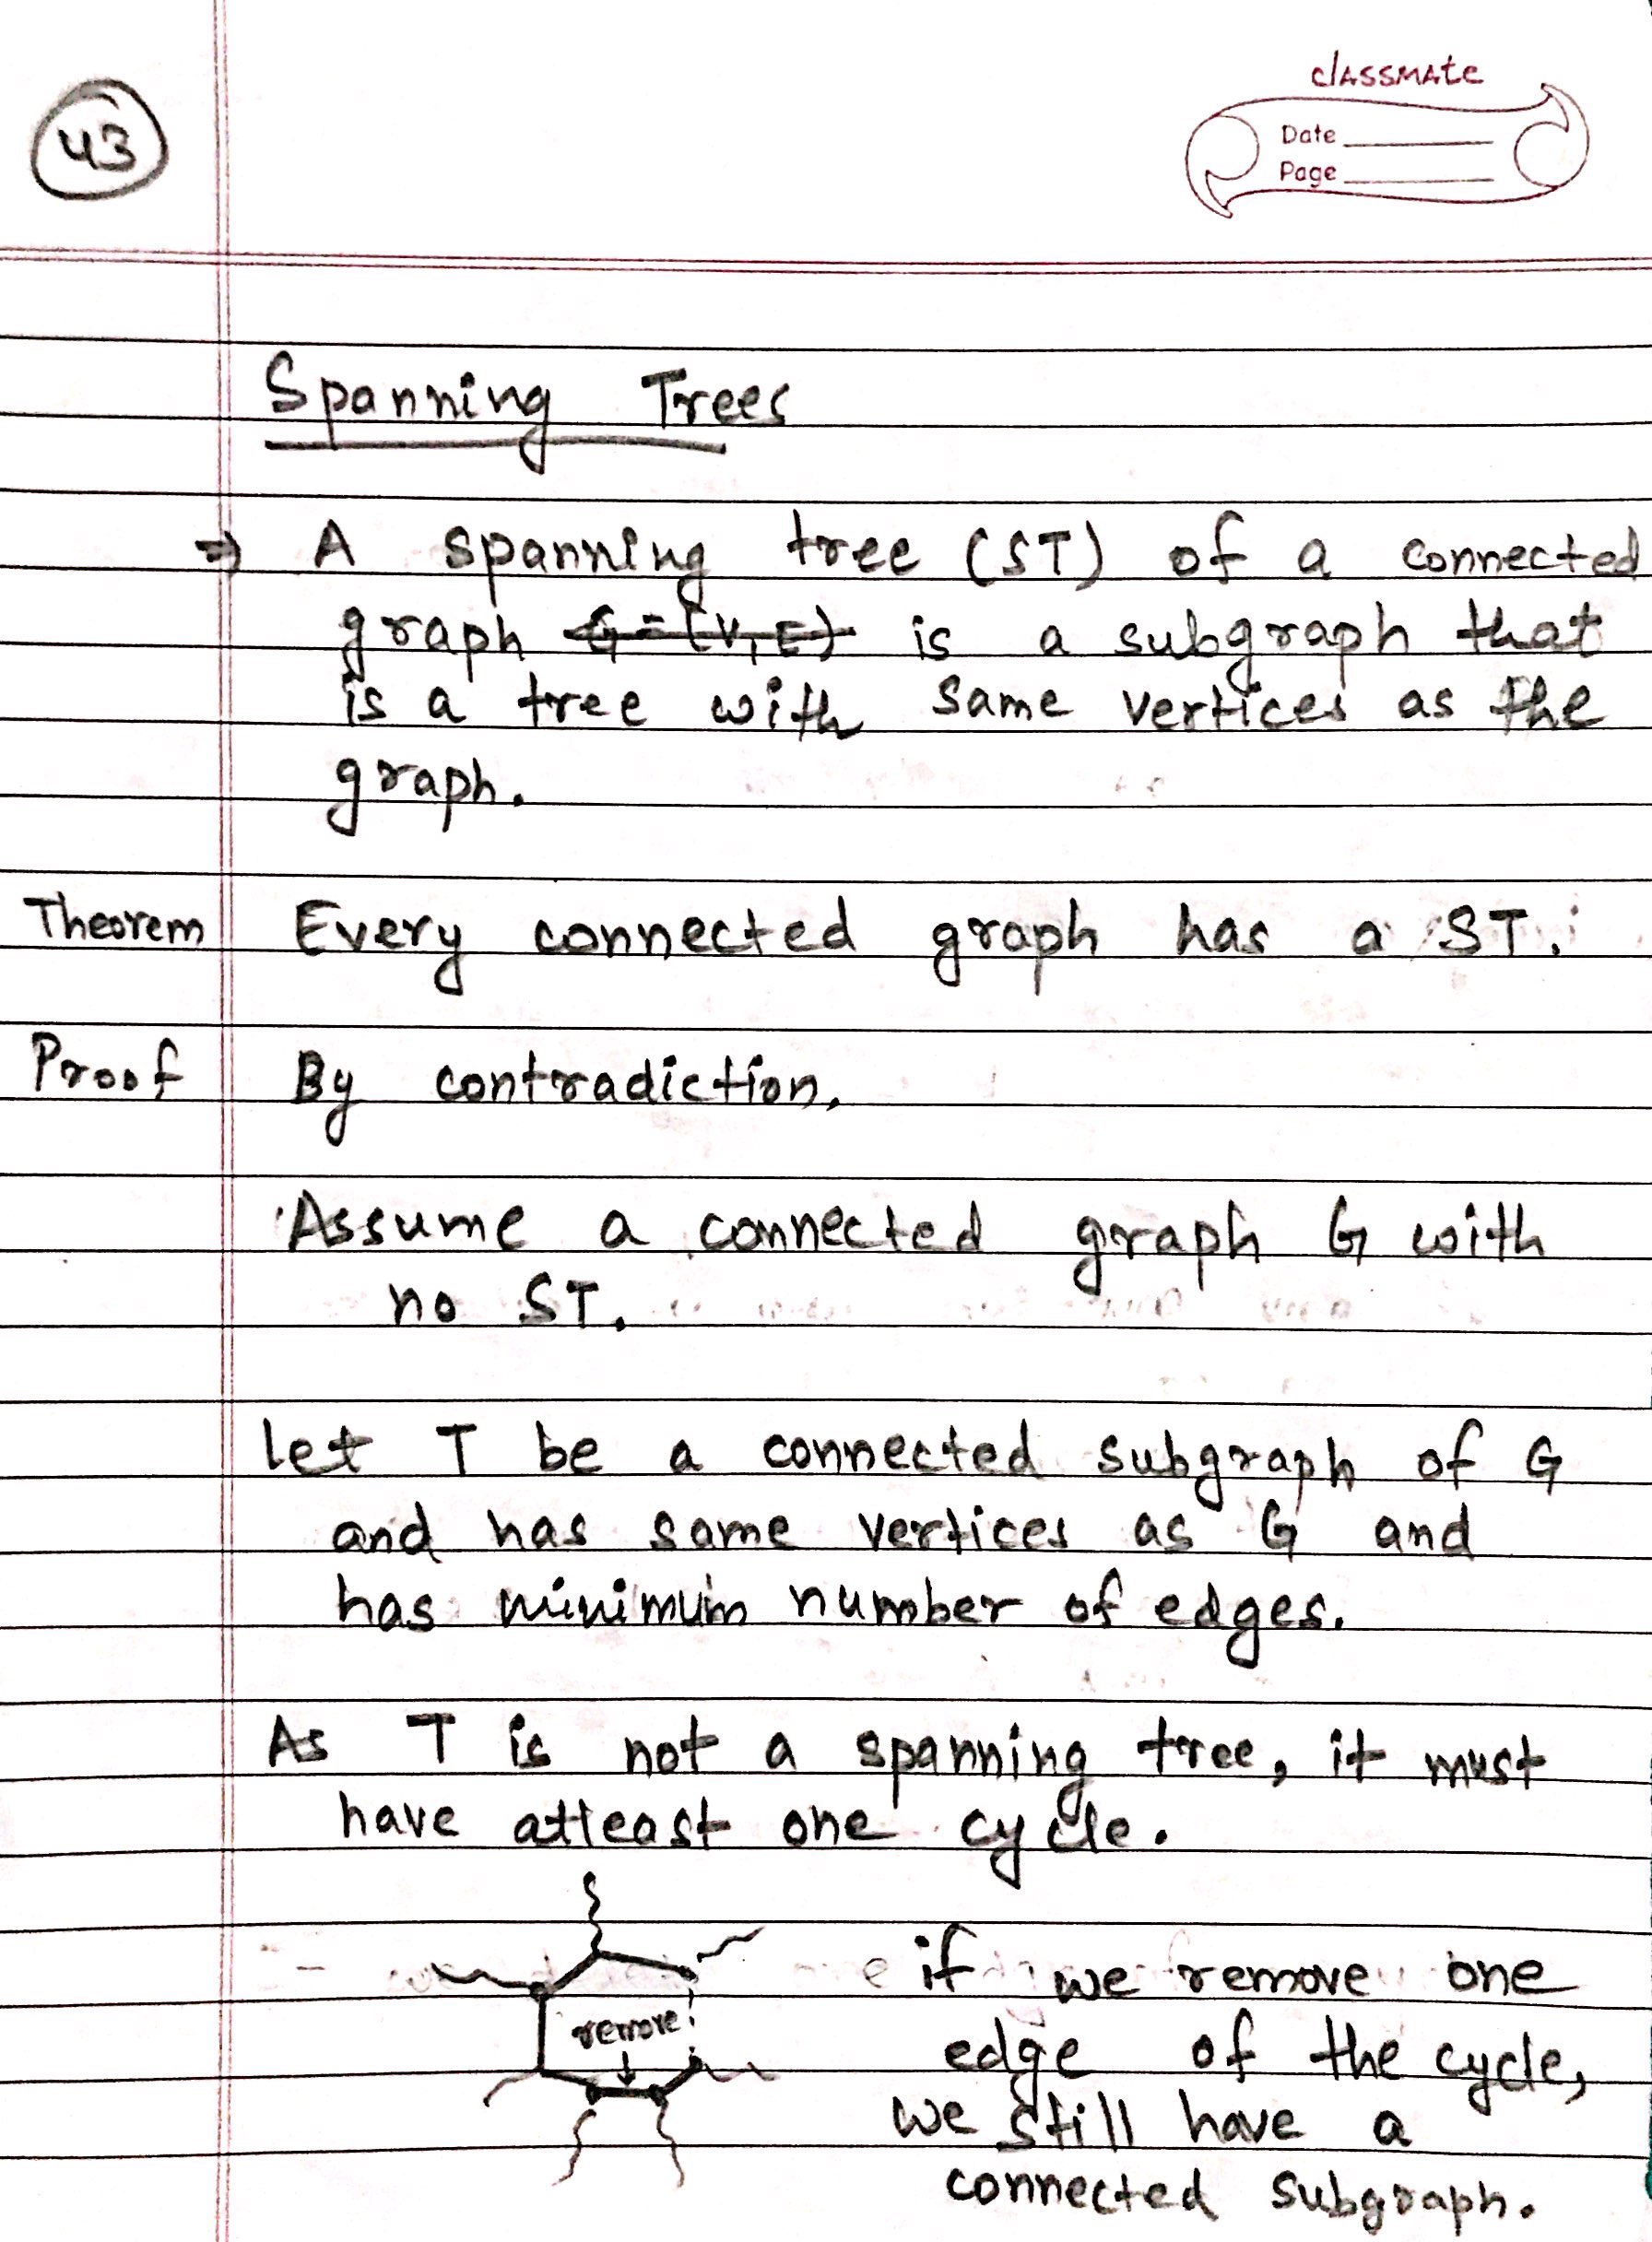 43
classmate
Date
Page
Spanning Trees
⇒ A spanning tree (ST) of a connected
graph G=(V,E) is a subgraph that
is a tree with same vertices as the
graph.
Theorem Every connected graph has a ST.
Proof By contradiction,
Assume a connected graph G with
no ST.
Let T be a connected subgraph of G
and has same vertices as G and
has minimum number of edges.
As T is not a spanning tree, it must
have atleast one cycle.
remove
if we remove one
edge of the cycle,
we still have a
connected subgraph.